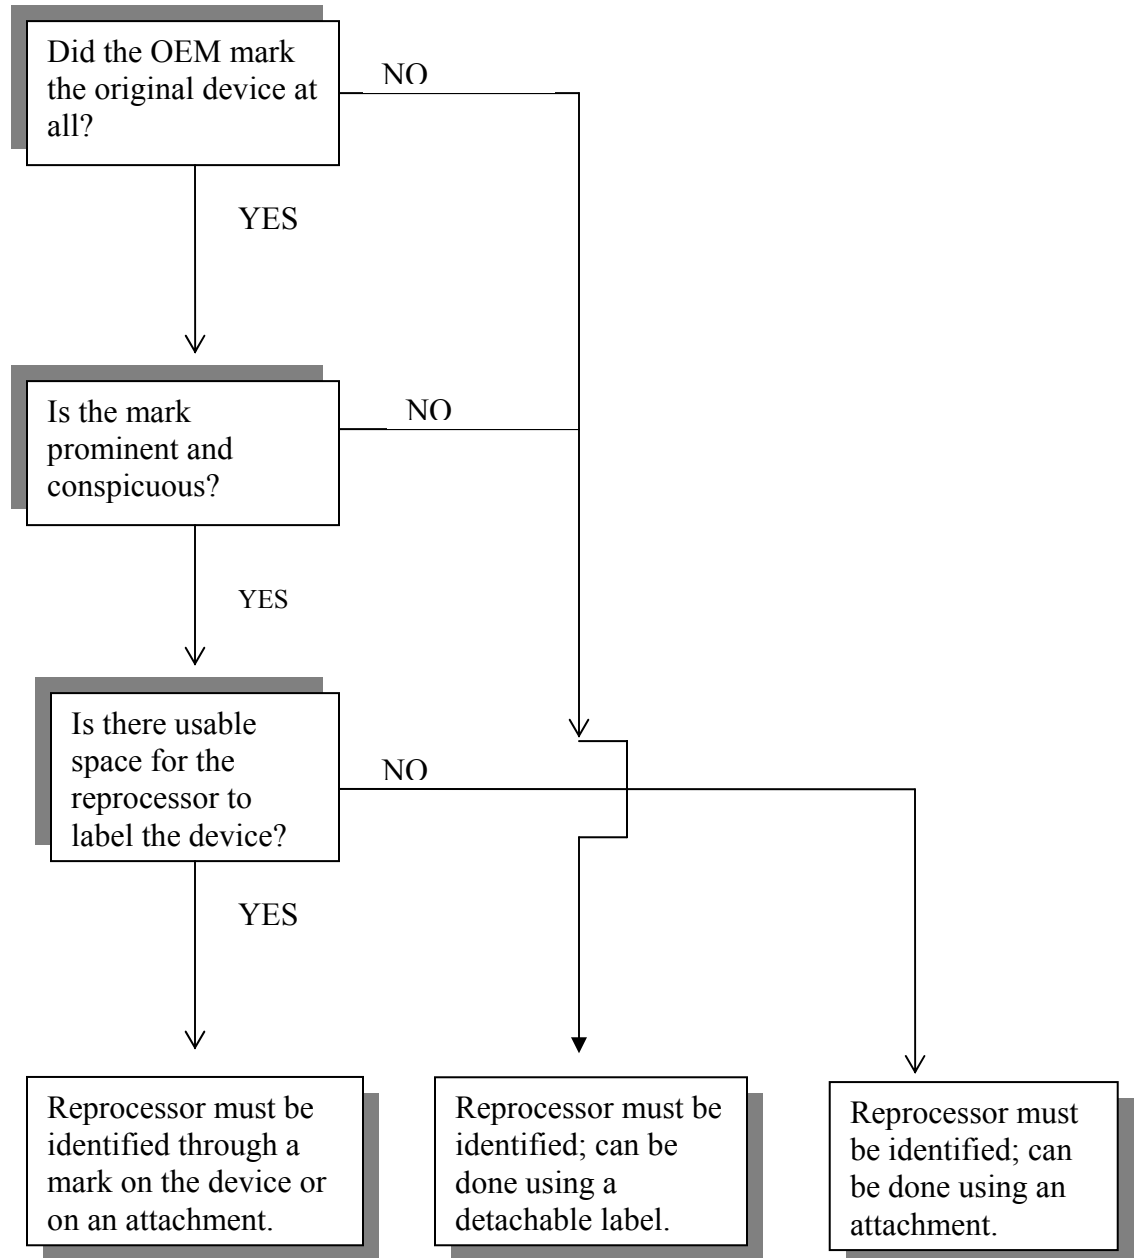 Did the OEM mark
the original device at
all?
NO
YES
Is the mark
prominent and
conspicuous?
NO
YES
Is there usable
space for the
reprocessor to
label the device?
NO
YES
Reprocessor must be
identified through a
mark on the device or
on an attachment.
Reprocessor must be
identified; can be
done using a
detachable label.
Reprocessor must
be identified; can
be done using an
attachment.